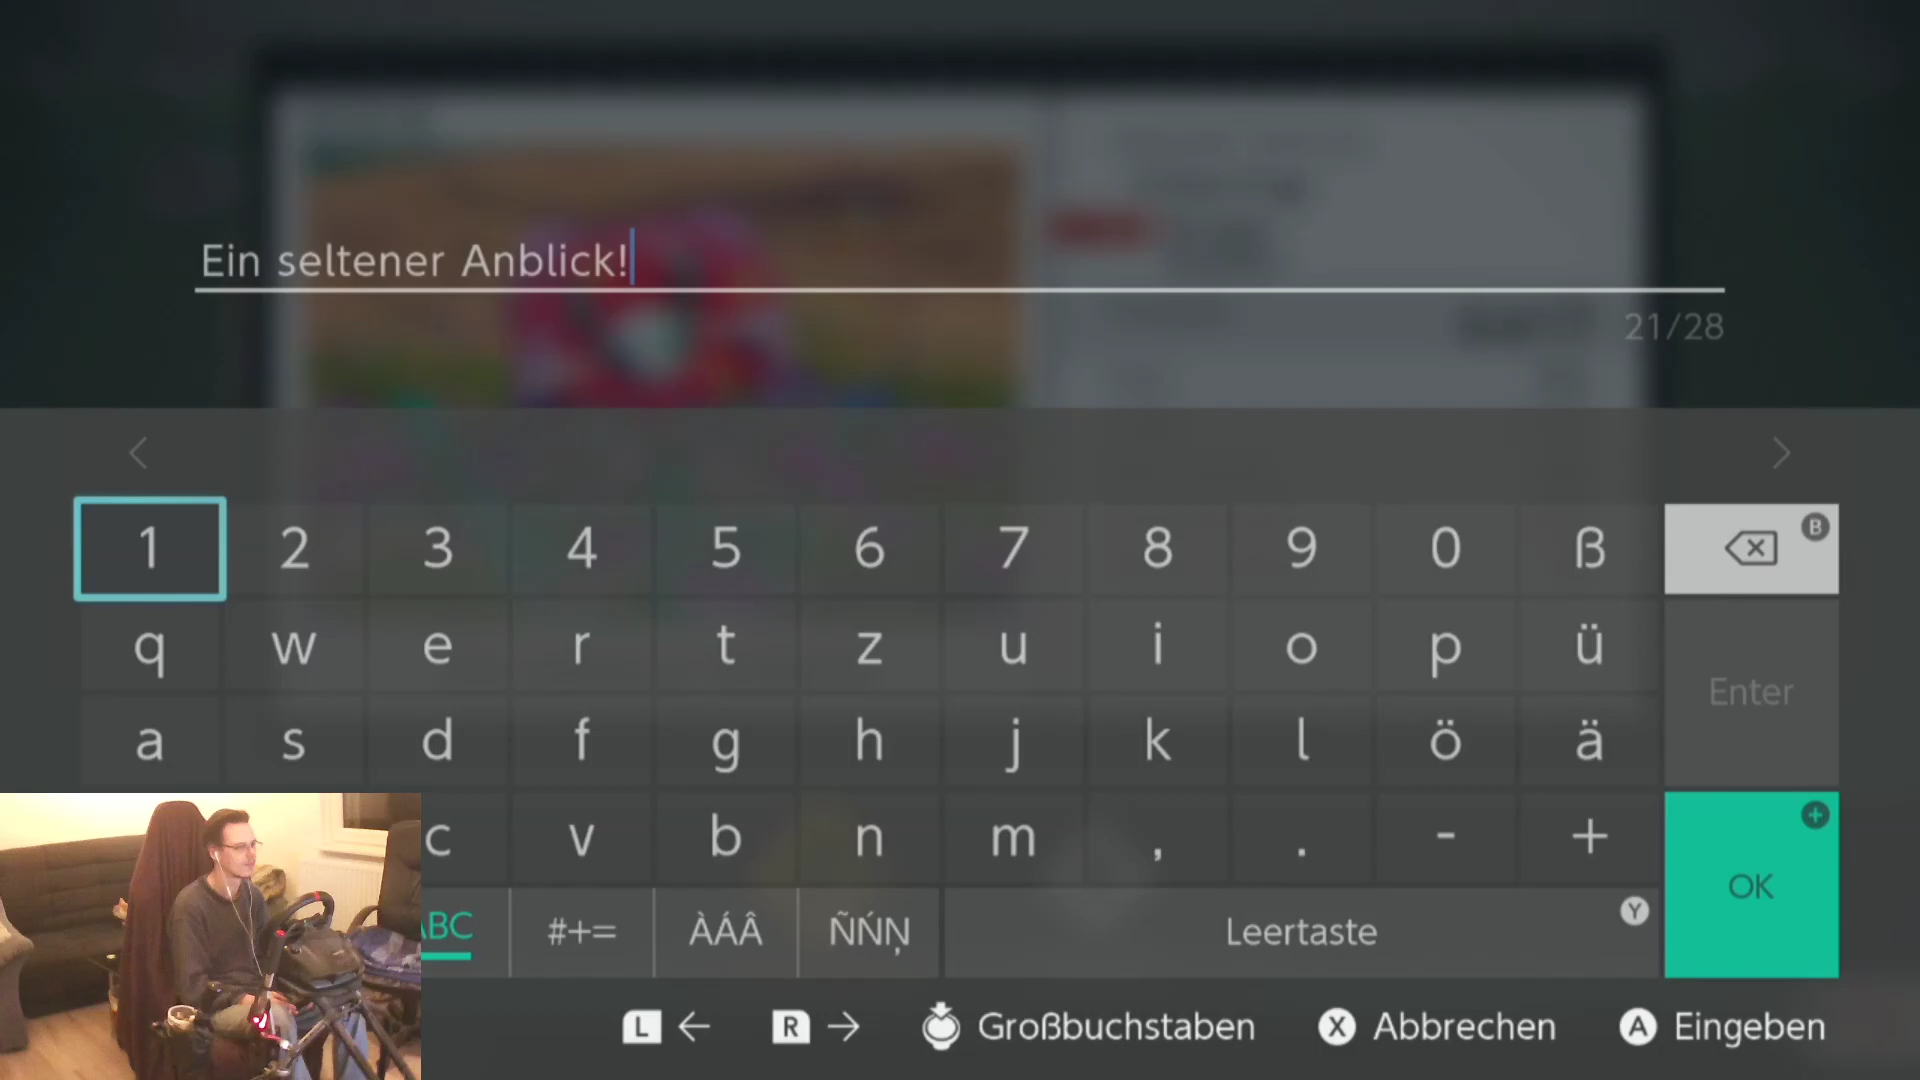 Ein seltener Anblick!
21/28
1 2 3 4 5 6 7 8 9 0 ß B
q w e r t z u i o p ü
Enter
a s d f g h j k l ö ä
c v b n m , . - + +
OK
ABC #+= ÀÁÂ ÑŃŅ Leertaste Y
L ← R → Großbuchstaben X Abbrechen A Eingeben